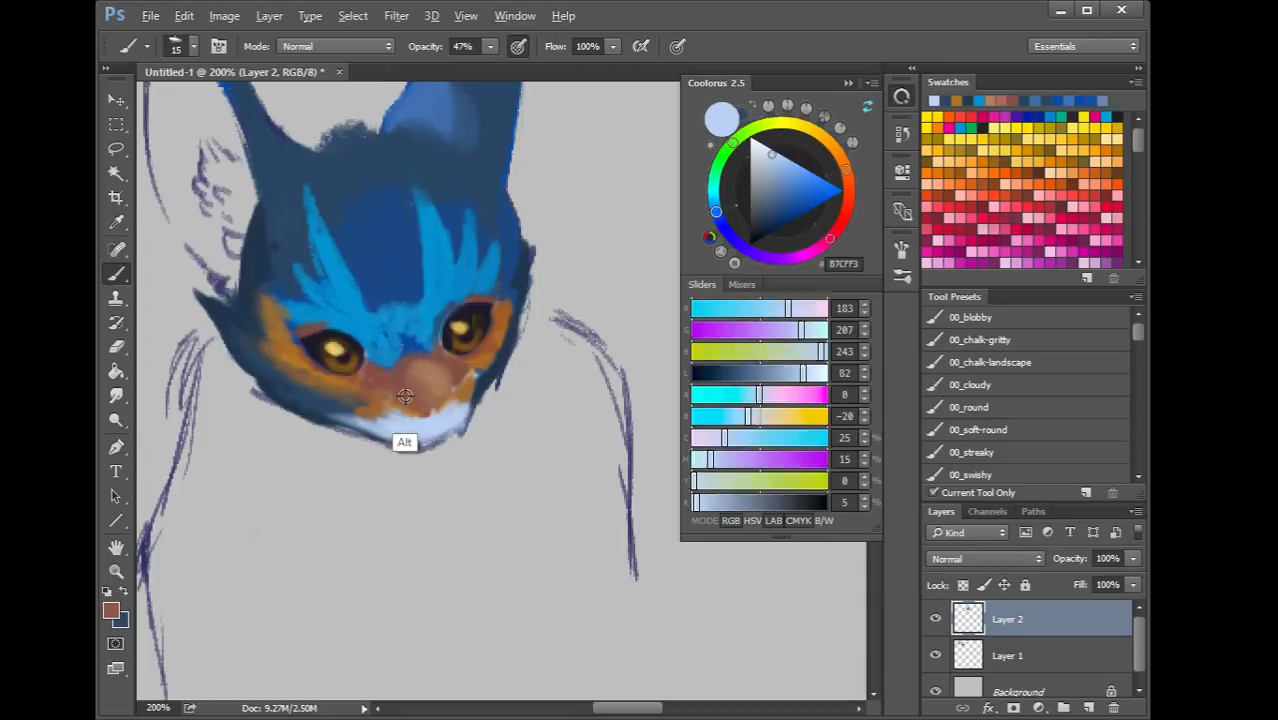 Ps File Edit Image Layer Type Select Filter 3D View Window Help
15 Mode: Normal Opacity: 47% Flow: 100% Essentials
Untitled-1 @ 200% (Layer 2, RGB/8) * ×
Coolorus 2.5
B7CFF3
Sliders Mixers
R 183
G 207
B 243
L 82
A 0
B -20
C 25 %
M 15 %
Y 0 %
K 5 %
MODE RGB HSV LAB CMYK B/W
Alt
Swatches
Tool Presets
00_blobby
00_chalk-gritty
00_chalk-landscape
00_cloudy
00_round
00_soft-round
00_streaky
00_swishy
Current Tool Only
Layers Channels Paths
Kind
Normal Opacity: 100%
Lock: Fill: 100%
Layer 2
Layer 1
Background
200% Doc: 9.27M/2.50M